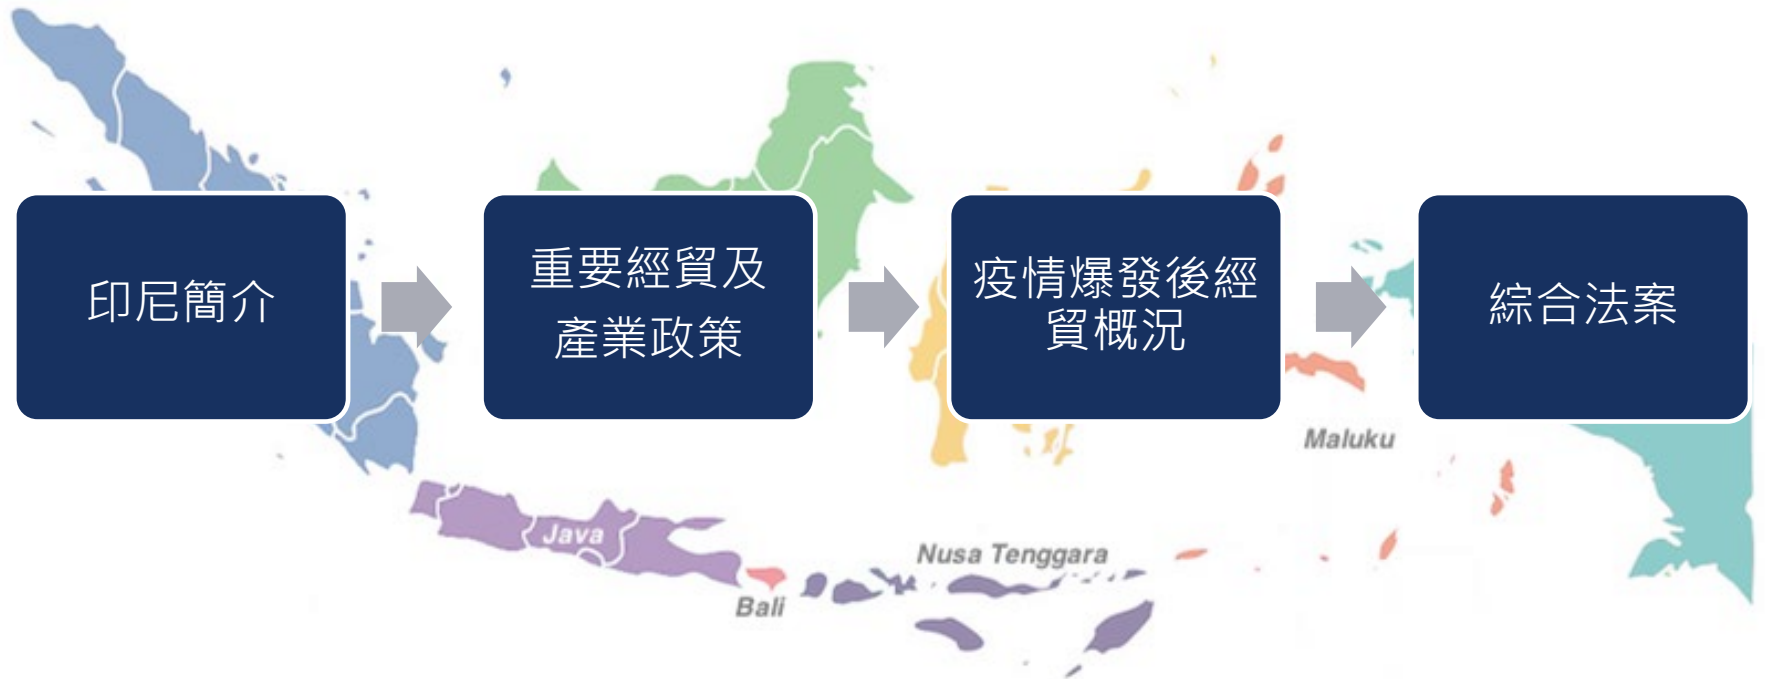 印尼簡介
重要經貿及
產業政策
疫情爆發後經
貿概況
綜合法案
Maluku
Java
Nusa Tenggara
Bali